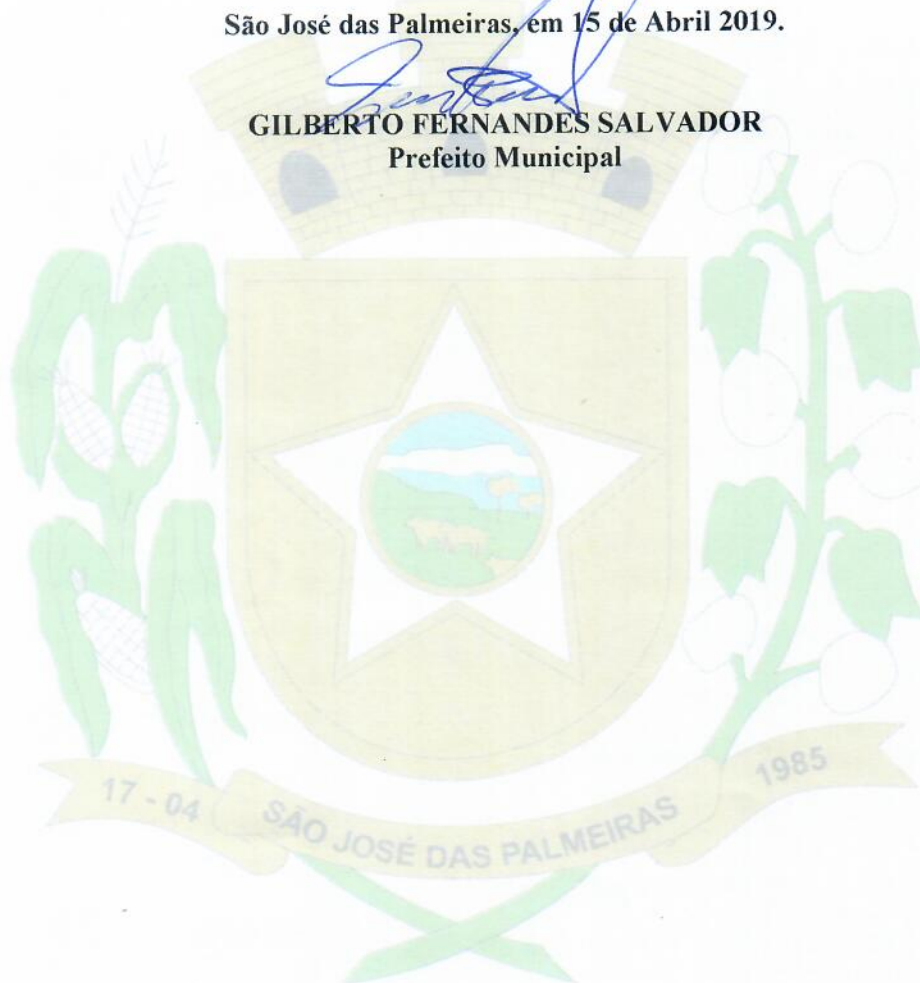 São José das Palmeiras, em 15 de Abril 2019.
GILBERTO FERNANDES SALVADOR
Prefeito Municipal
17 - 04
SÃO JOSÉ DAS PALMEIRAS
1985